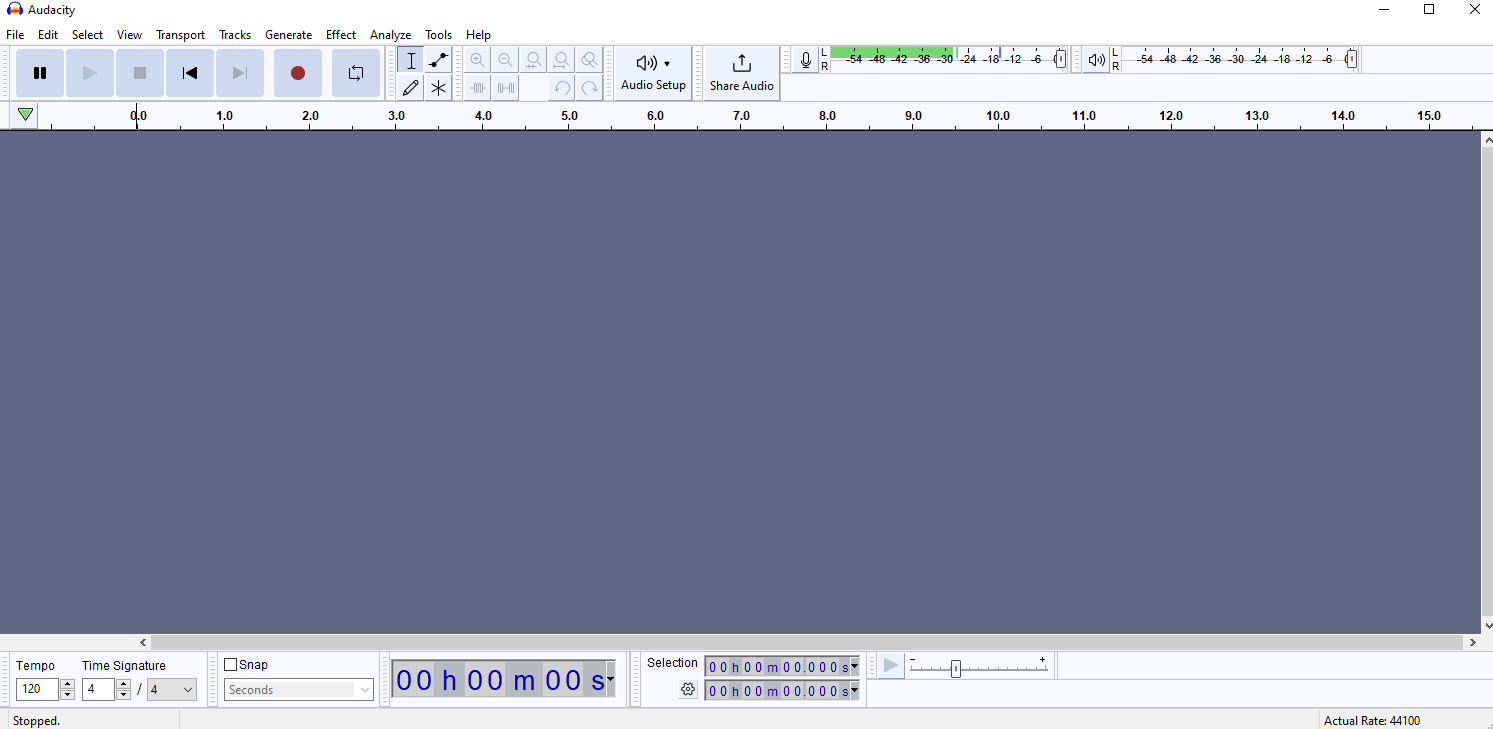 Audacity
File Edit Select View Transport Tracks Generate Effect Analyze Tools Help
L
R
-54 -48 -42 -36 -30 -24 -18 -12 -6
L
R
-54 -48 -42 -36 -30 -24 -18 -12 -6
Audio Setup
Share Audio
0.0 1.0 2.0 3.0 4.0 5.0 6.0 7.0 8.0 9.0 10.0 11.0 12.0 13.0 14.0 15.0
Tempo
120
Time Signature
4 / 4
Snap
Seconds
00 h 00 m 00 s
Selection
00 h 00 m 00.000 s
00 h 00 m 00.000 s
- +
Stopped.
Actual Rate: 44100